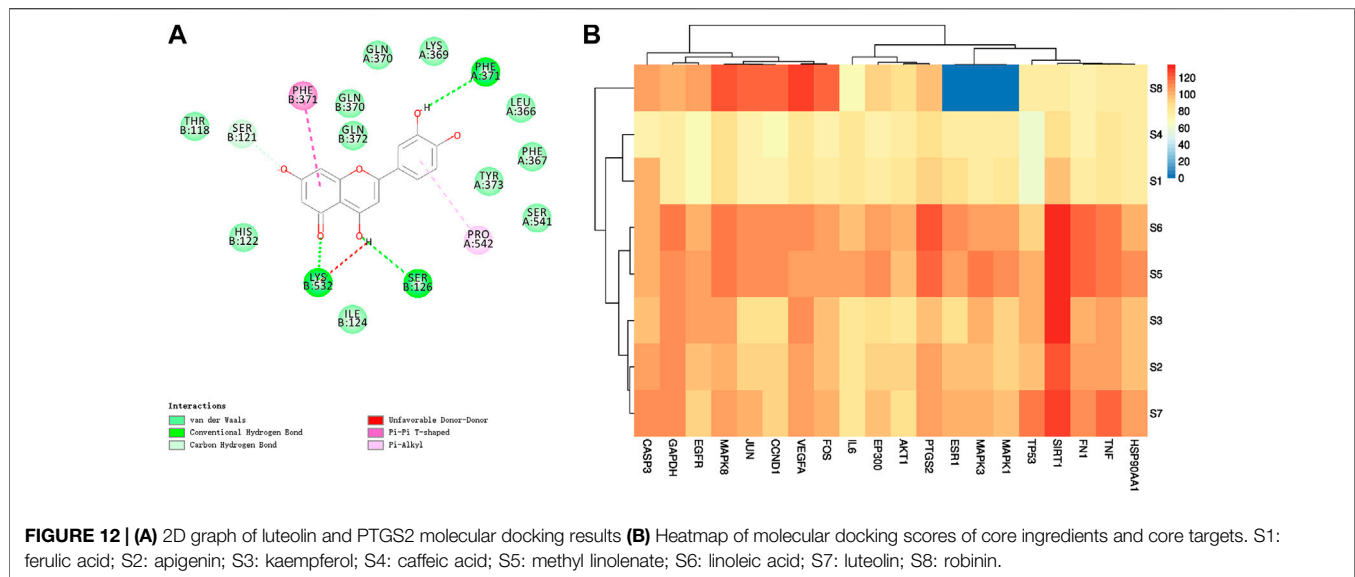 A
GLN
A:370
LYS
A:369
PHE
A:371
PHE
B:371
GLN
B:370
LEU
A:366
THR
B:118
SER
B:121
GLN
B:372
PHE
A:367
TYR
A:373
SER
A:541
HIS
B:122
PRO
A:542
LYS
B:532
SER
B:126
ILE
B:124
H
O
O
O
O
O
O
H
Interactions
van der Waals
Conventional Hydrogen Bond
Carbon Hydrogen Bond
Unfavorable Donor-Donor
Pi-Pi T-shaped
Pi-Alkyl
B
S8
S4
S1
S6
S5
S3
S2
S7
120
100
80
60
40
20
0
CASP3
GAPDH
EGFR
MAPK8
JUN
CCND1
VEGFA
FOS
IL6
EP300
AKT1
PTGS2
ESR1
MAPK3
MAPK1
TP53
SIRT1
FN1
TNF
HSP90AA1
FIGURE 12 | (A) 2D graph of luteolin and PTGS2 molecular docking results (B) Heatmap of molecular docking scores of core ingredients and core targets. S1:
ferulic acid; S2: apigenin; S3: kaempferol; S4: caffeic acid; S5: methyl linolenate; S6: linoleic acid; S7: luteolin; S8: robinin.